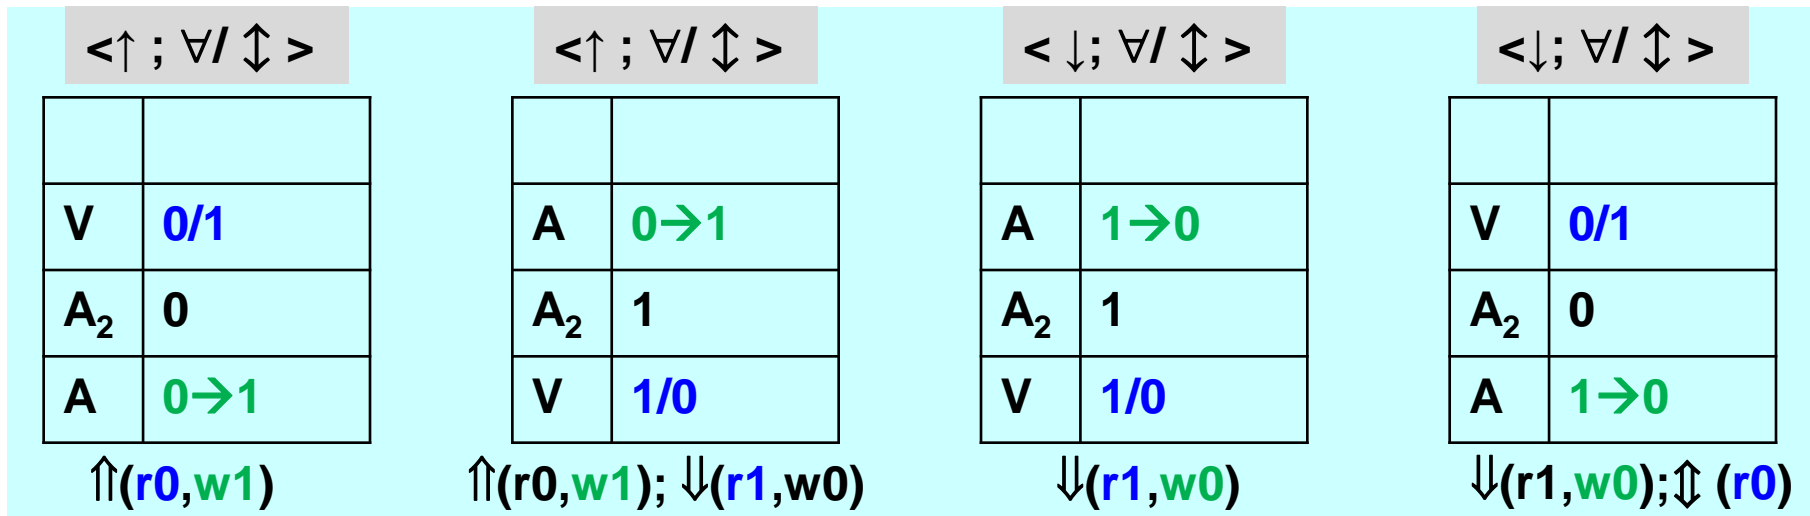 <↑ ; ∀/ ↕ > <↑ ; ∀/ ↕ > < ↓; ∀/ ↕ > <↓; ∀/ ↕ >
V 0/1 A 0→1 A 1→0 V 0/1
A₂ 0 A₂ 1 A₂ 1 A₂ 0
A 0→1 V 1/0 V 1/0 A 1→0
⇑(r0,w1) ⇑(r0,w1); ⇓(r1,w0) ⇓(r1,w0) ⇓(r1,w0);⇕ (r0)